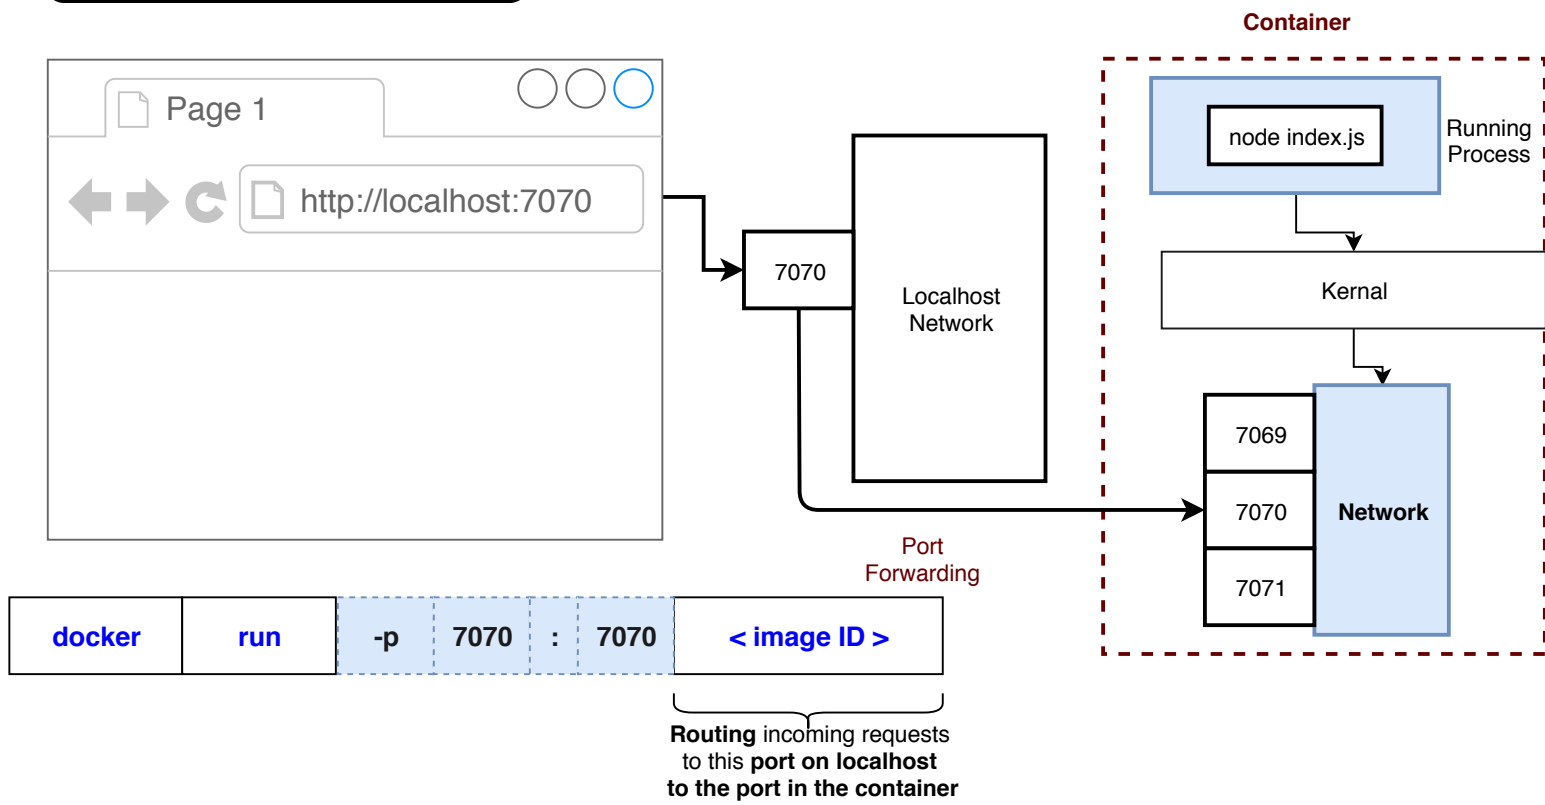 Container
Page 1
node index.js
Running
Process
http://localhost:7070
7070
Localhost
Network
Kernal
7069
7070
Network
7071
Port
Forwarding
docker run -p 7070 : 7070 < image ID >
Routing incoming requests
to this port on localhost
to the port in the container